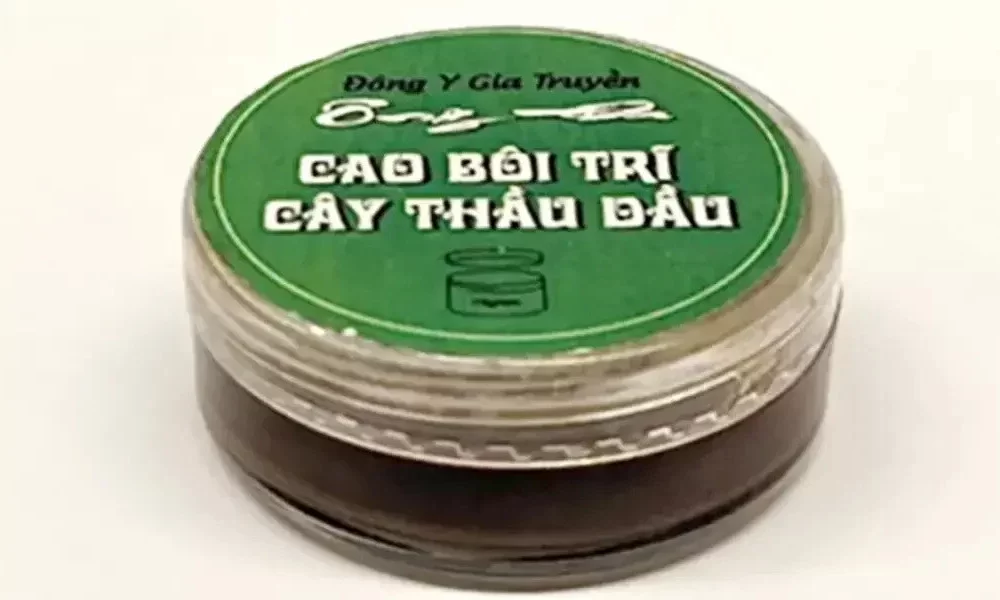 Đông Y Gia Truyền
CAO BÔI TRĨ
CÂY THẦU DẦU